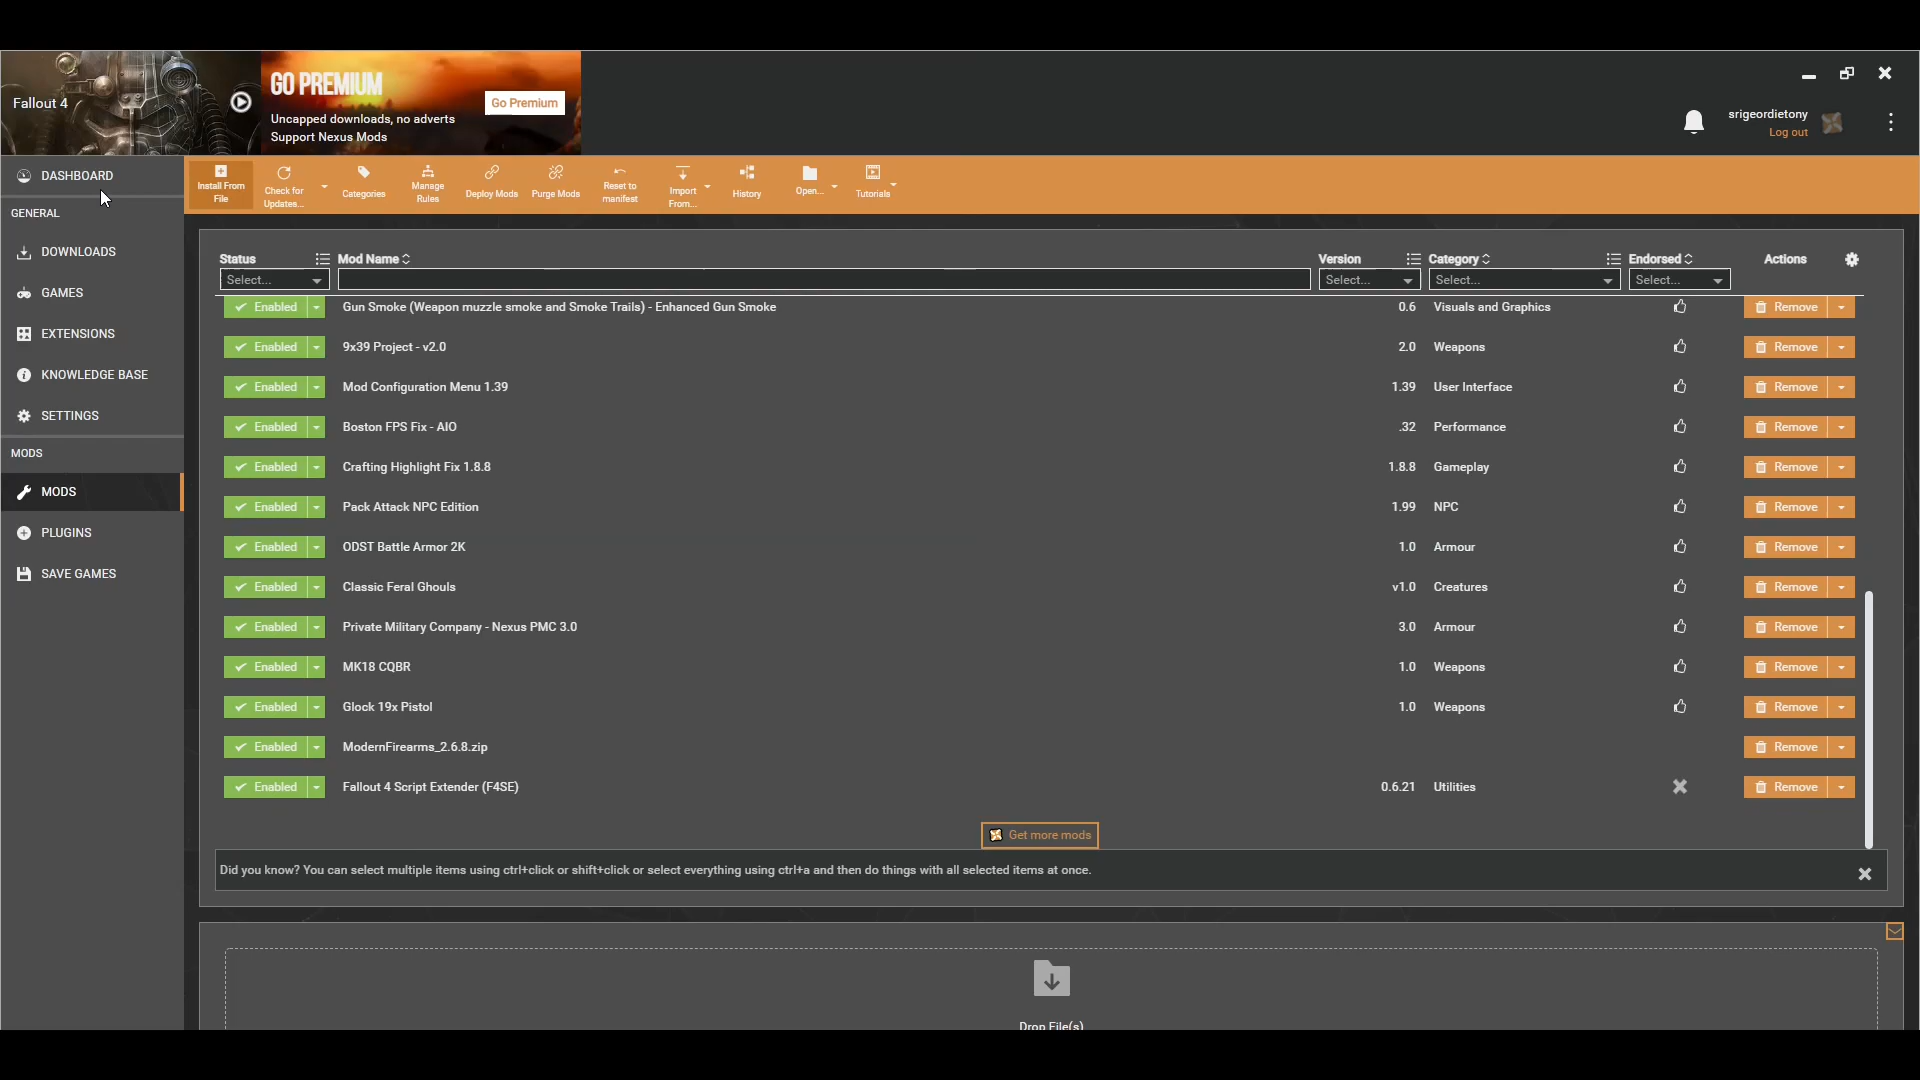 Fallout 4
GO PREMIUM
Uncapped downloads, no adverts
Support Nexus Mods
Go Premium
srigeordietony
Log out
DASHBOARD
GENERAL
DOWNLOADS
GAMES
EXTENSIONS
KNOWLEDGE BASE
SETTINGS
MODS
MODS
PLUGINS
SAVE GAMES
Install From File
Check for Updates...
Categories
Manage Rules
Deploy Mods
Purge Mods
Reset to manifest
Import From...
History
Open...
Tutorials
Status Mod Name Version Category Endorsed Actions
Select... Select... Select... Select...
Enabled Gun Smoke (Weapon muzzle smoke and Smoke Trails) - Enhanced Gun Smoke 0.6 Visuals and Graphics Remove
Enabled 9x39 Project - v2.0 2.0 Weapons Remove
Enabled Mod Configuration Menu 1.39 1.39 User Interface Remove
Enabled Boston FPS Fix - AIO .32 Performance Remove
Enabled Crafting Highlight Fix 1.8.8 1.8.8 Gameplay Remove
Enabled Pack Attack NPC Edition 1.99 NPC Remove
Enabled ODST Battle Armor 2K 1.0 Armour Remove
Enabled Classic Feral Ghouls v1.0 Creatures Remove
Enabled Private Military Company - Nexus PMC 3.0 3.0 Armour Remove
Enabled MK18 CQBR 1.0 Weapons Remove
Enabled Glock 19x Pistol 1.0 Weapons Remove
Enabled ModernFirearms_2.6.8.zip Remove
Enabled Fallout 4 Script Extender (F4SE) 0.6.21 Utilities Remove
Get more mods
Did you know? You can select multiple items using ctrl+click or shift+click or select everything using ctrl+a and then do things with all selected items at once.
Drop File(s)